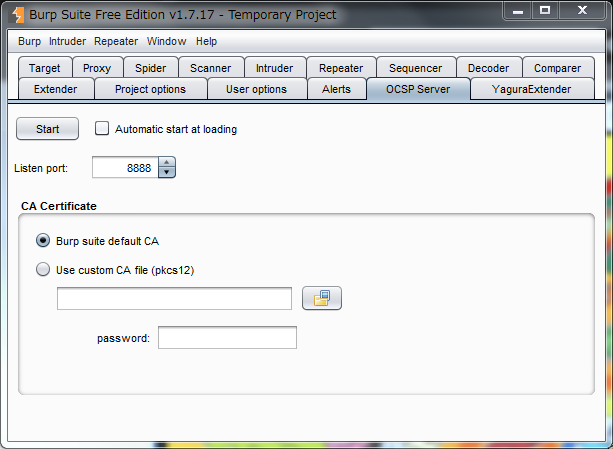 Burp Suite Free Edition v1.7.17 - Temporary Project
Burp Intruder Repeater Window Help
Target Proxy Spider Scanner Intruder Repeater Sequencer Decoder Comparer
Extender Project options User options Alerts OCSP Server YaguraExtender
Start Automatic start at loading
Listen port: 8888
CA Certificate
Burp suite default CA
Use custom CA file (pkcs12)
password: